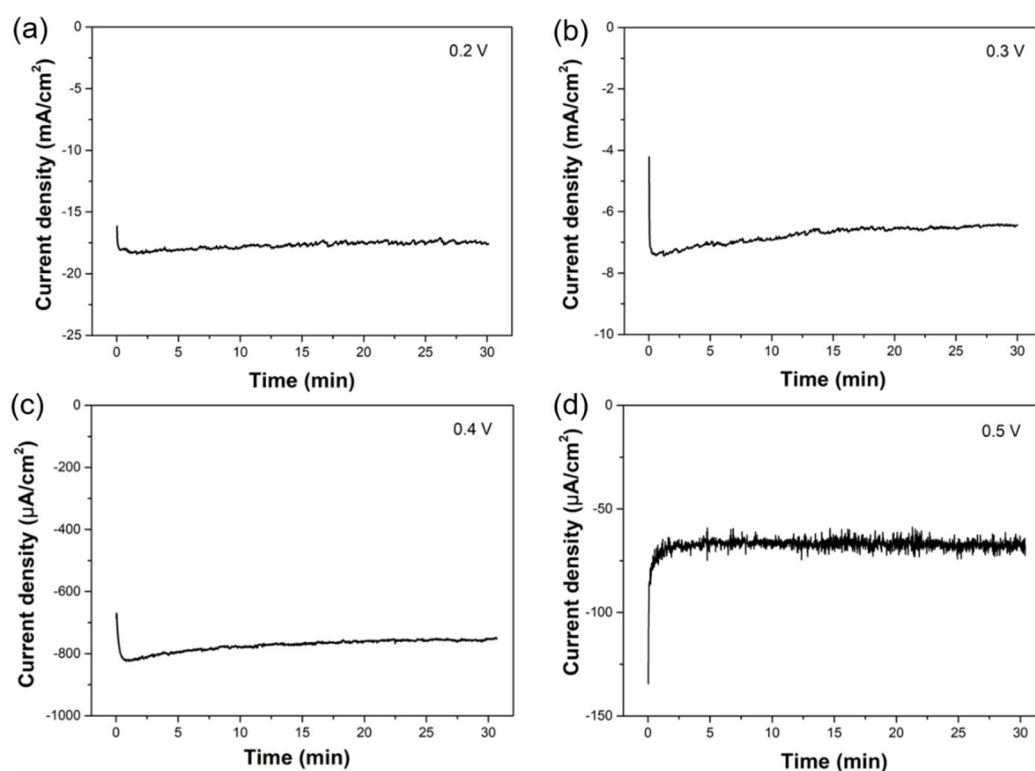 (a)
0.2 V
Current density (mA/cm²)
0
-5
-10
-15
-20
-25
0 5 10 15 20 25 30
Time (min)
(b)
0.3 V
Current density (mA/cm²)
0
-2
-4
-6
-8
-10
0 5 10 15 20 25 30
Time (min)
(c)
0.4 V
Current density (µA/cm²)
0
-200
-400
-600
-800
-1000
0 5 10 15 20 25 30
Time (min)
(d)
0.5 V
Current density (µA/cm²)
0
-50
-100
-150
0 5 10 15 20 25 30
Time (min)